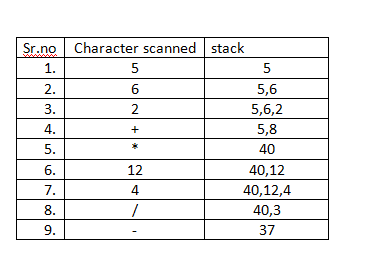 Sr.no Character scanned stack
1. 5 5
2. 6 5,6
3. 2 5,6,2
4. + 5,8
5. * 40
6. 12 40,12
7. 4 40,12,4
8. / 40,3
9. - 37